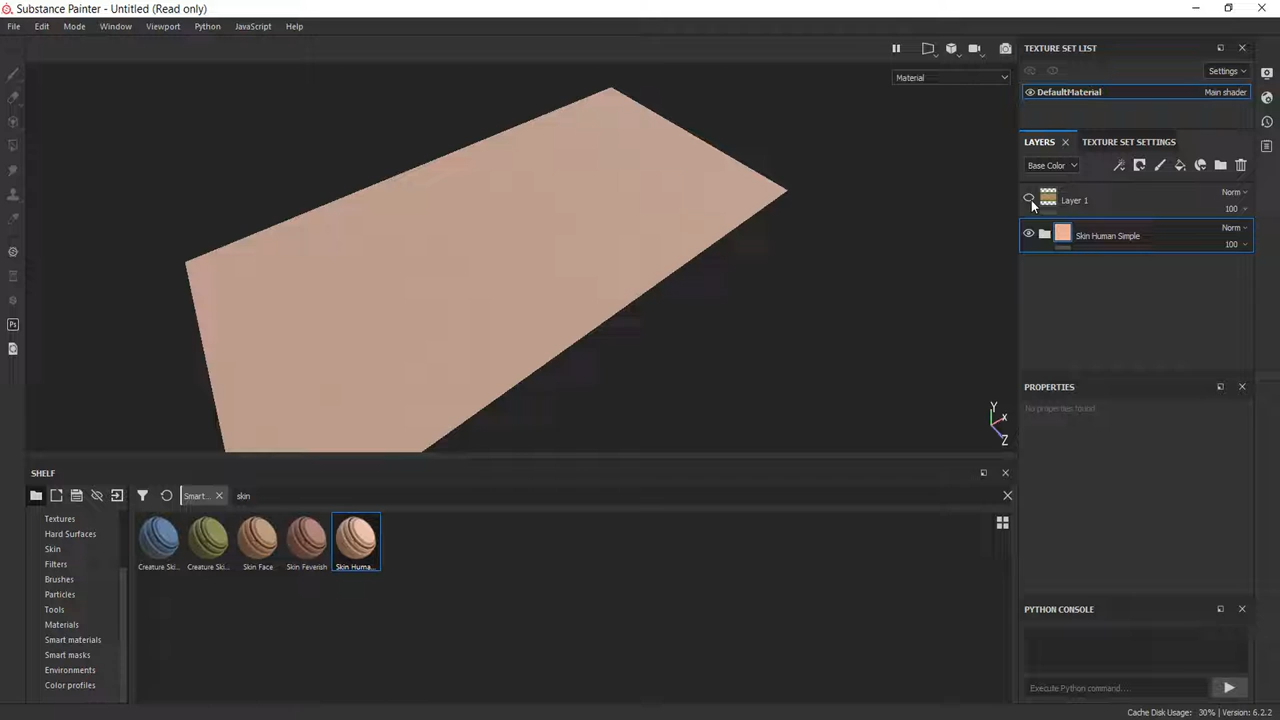 Substance Painter - Untitled (Read only)
File Edit Mode Window Viewport Python JavaScript Help
Material
TEXTURE SET LIST
Settings
DefaultMaterial Main shader
LAYERS TEXTURE SET SETTINGS
Base Color
Layer 1 Norm
100
Skin Human Simple Norm
100
Y
X
Z
PROPERTIES
No properties found
SHELF
Smart... skin
Textures
Hard Surfaces
Skin
Filters
Brushes
Particles
Tools
Materials
Smart materials
Smart masks
Environments
Color profiles
Creature Ski... Creature Ski... Skin Face Skin Feverish Skin Huma...
PYTHON CONSOLE
Execute Python command...
Cache Disk Usage: 30% | Version: 6.2.2